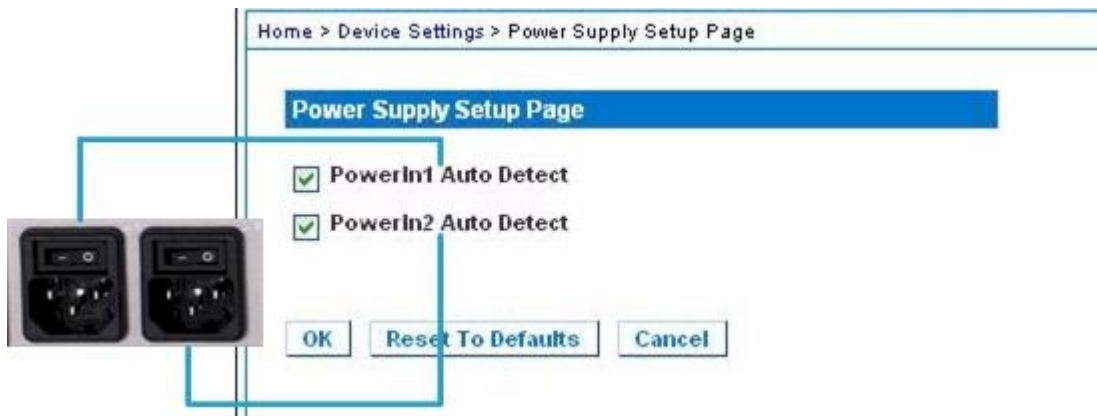 Home > Device Settings > Power Supply Setup Page
Power Supply Setup Page
PowerIn1 Auto Detect
PowerIn2 Auto Detect
OK
Reset To Defaults
Cancel